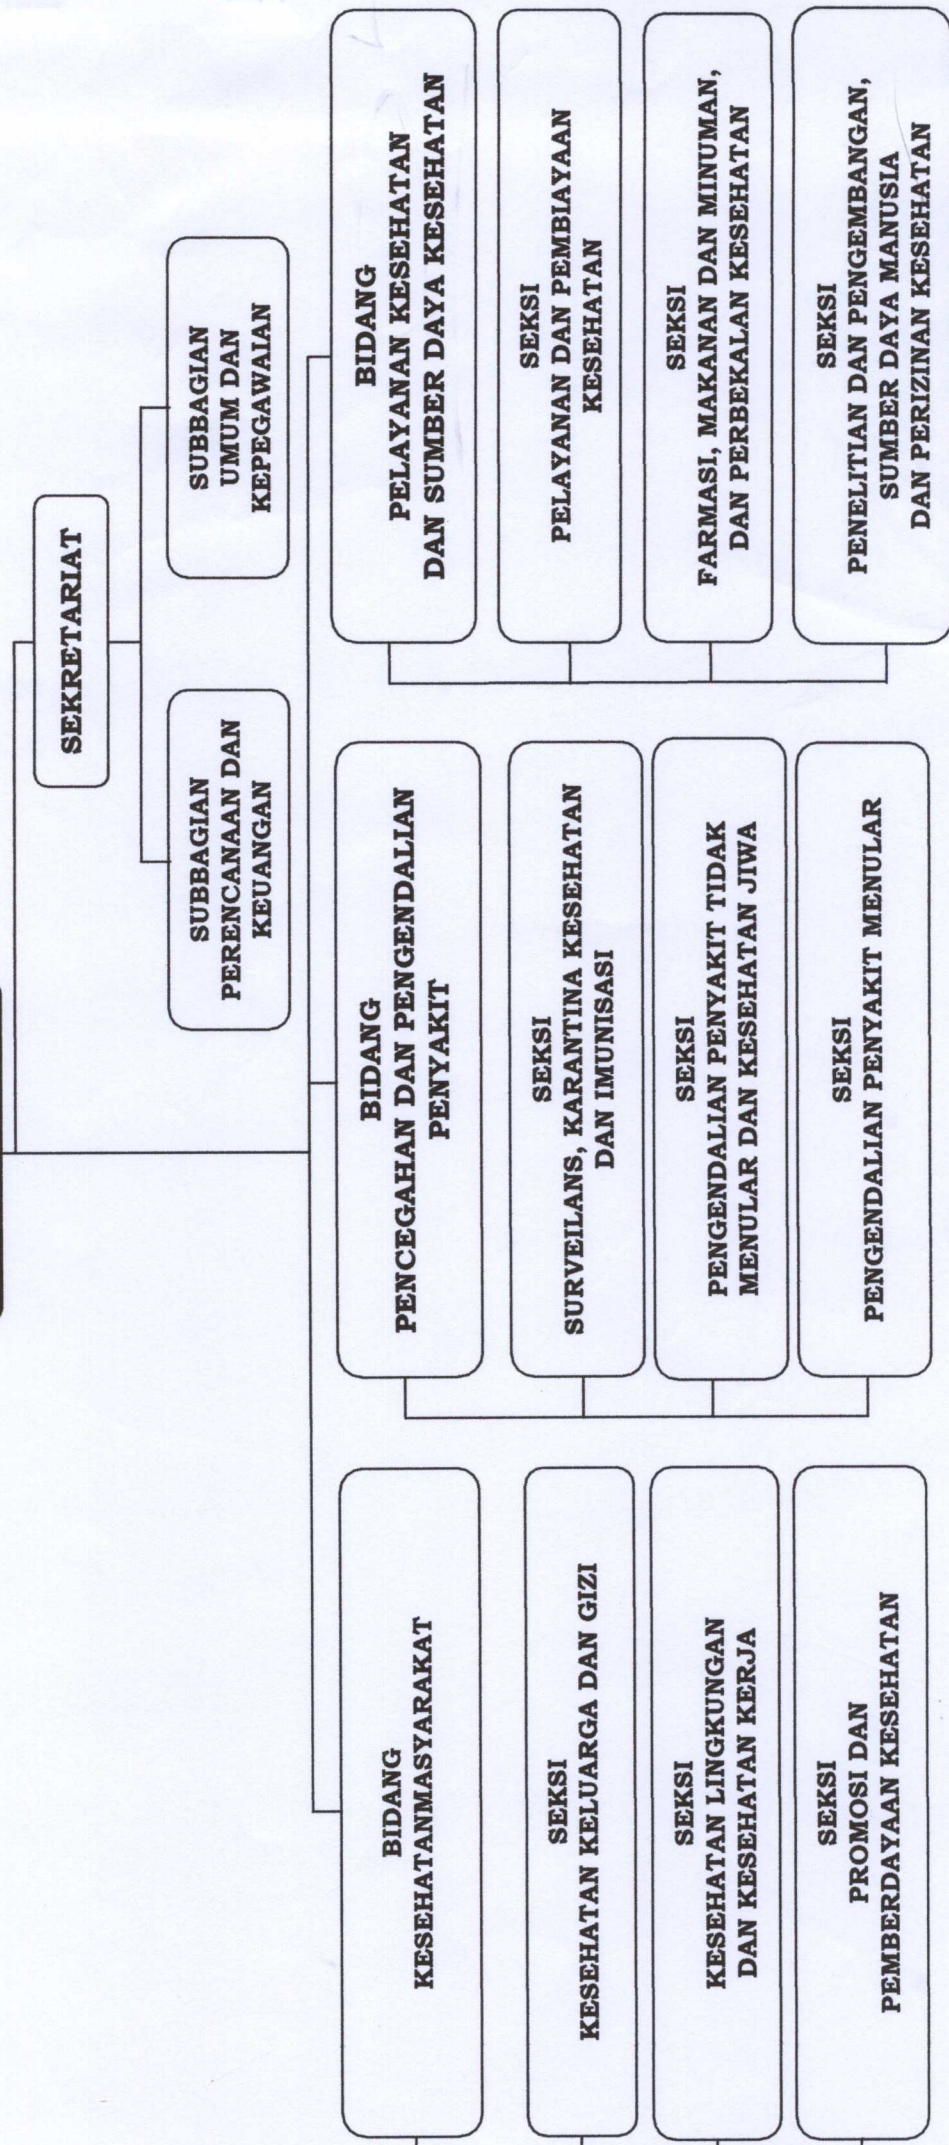 SEKRETARIAT
SUBBAGIAN
PERENCANAAN DAN
KEUANGAN
SUBBAGIAN
UMUM DAN
KEPEGAWAIAN
BIDANG
KESEHATANMASYARAKAT
SEKSI
KESEHATAN KELUARGA DAN GIZI
SEKSI
KESEHATAN LINGKUNGAN
DAN KESEHATAN KERJA
SEKSI
PROMOSI DAN
PEMBERDAYAAN KESEHATAN
BIDANG
PENCEGAHAN DAN PENGENDALIAN
PENYAKIT
SEKSI
SURVEILANS, KARANTINA KESEHATAN
DAN IMUNISASI
SEKSI
PENGENDALIAN PENYAKIT TIDAK
MENULAR DAN KESEHATAN JIWA
SEKSI
PENGENDALIAN PENYAKIT MENULAR
BIDANG
PELAYANAN KESEHATAN
DAN SUMBER DAYA KESEHATAN
SEKSI
PELAYANAN DAN PEMBIAYAAN
KESEHATAN
SEKSI
FARMASI, MAKANAN DAN MINUMAN,
DAN PERBEKALAN KESEHATAN
SEKSI
PENELITIAN DAN PENGEMBANGAN,
SUMBER DAYA MANUSIA
DAN PERIZINAN KESEHATAN